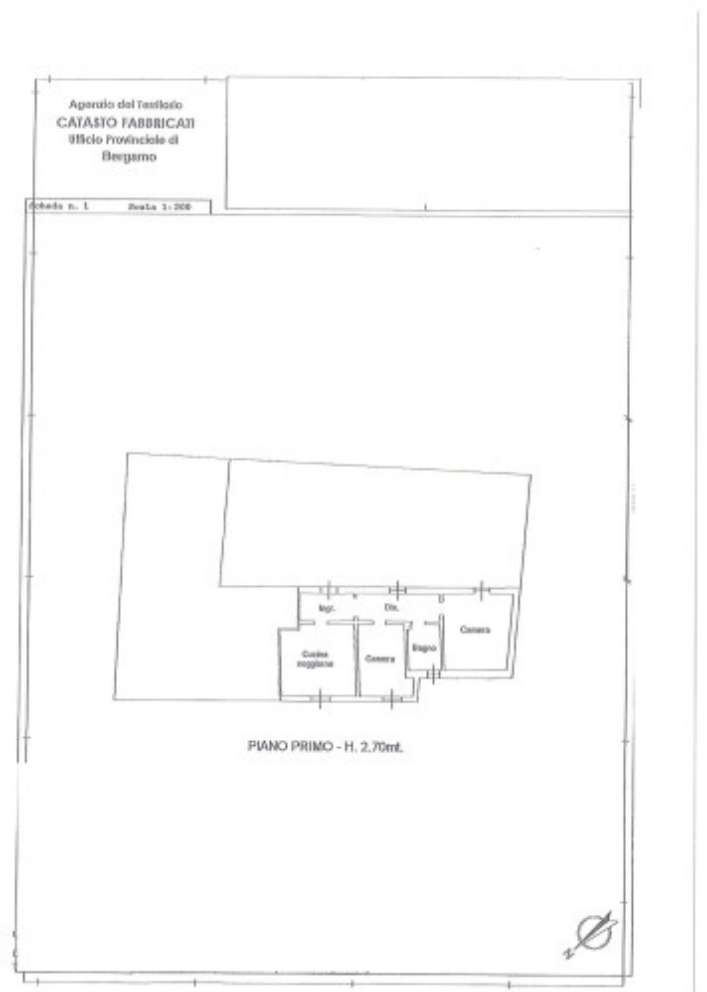 Agenzia del Territorio
CATASTO FABBRICATI
Ufficio Provinciale di
Bergamo
Scheda n. 1 Scala 1:200
Ingr.
Dis.
Camera
Bagno
Cucina
soggiorno
Camera
PIANO PRIMO - H. 2.70mt.
N